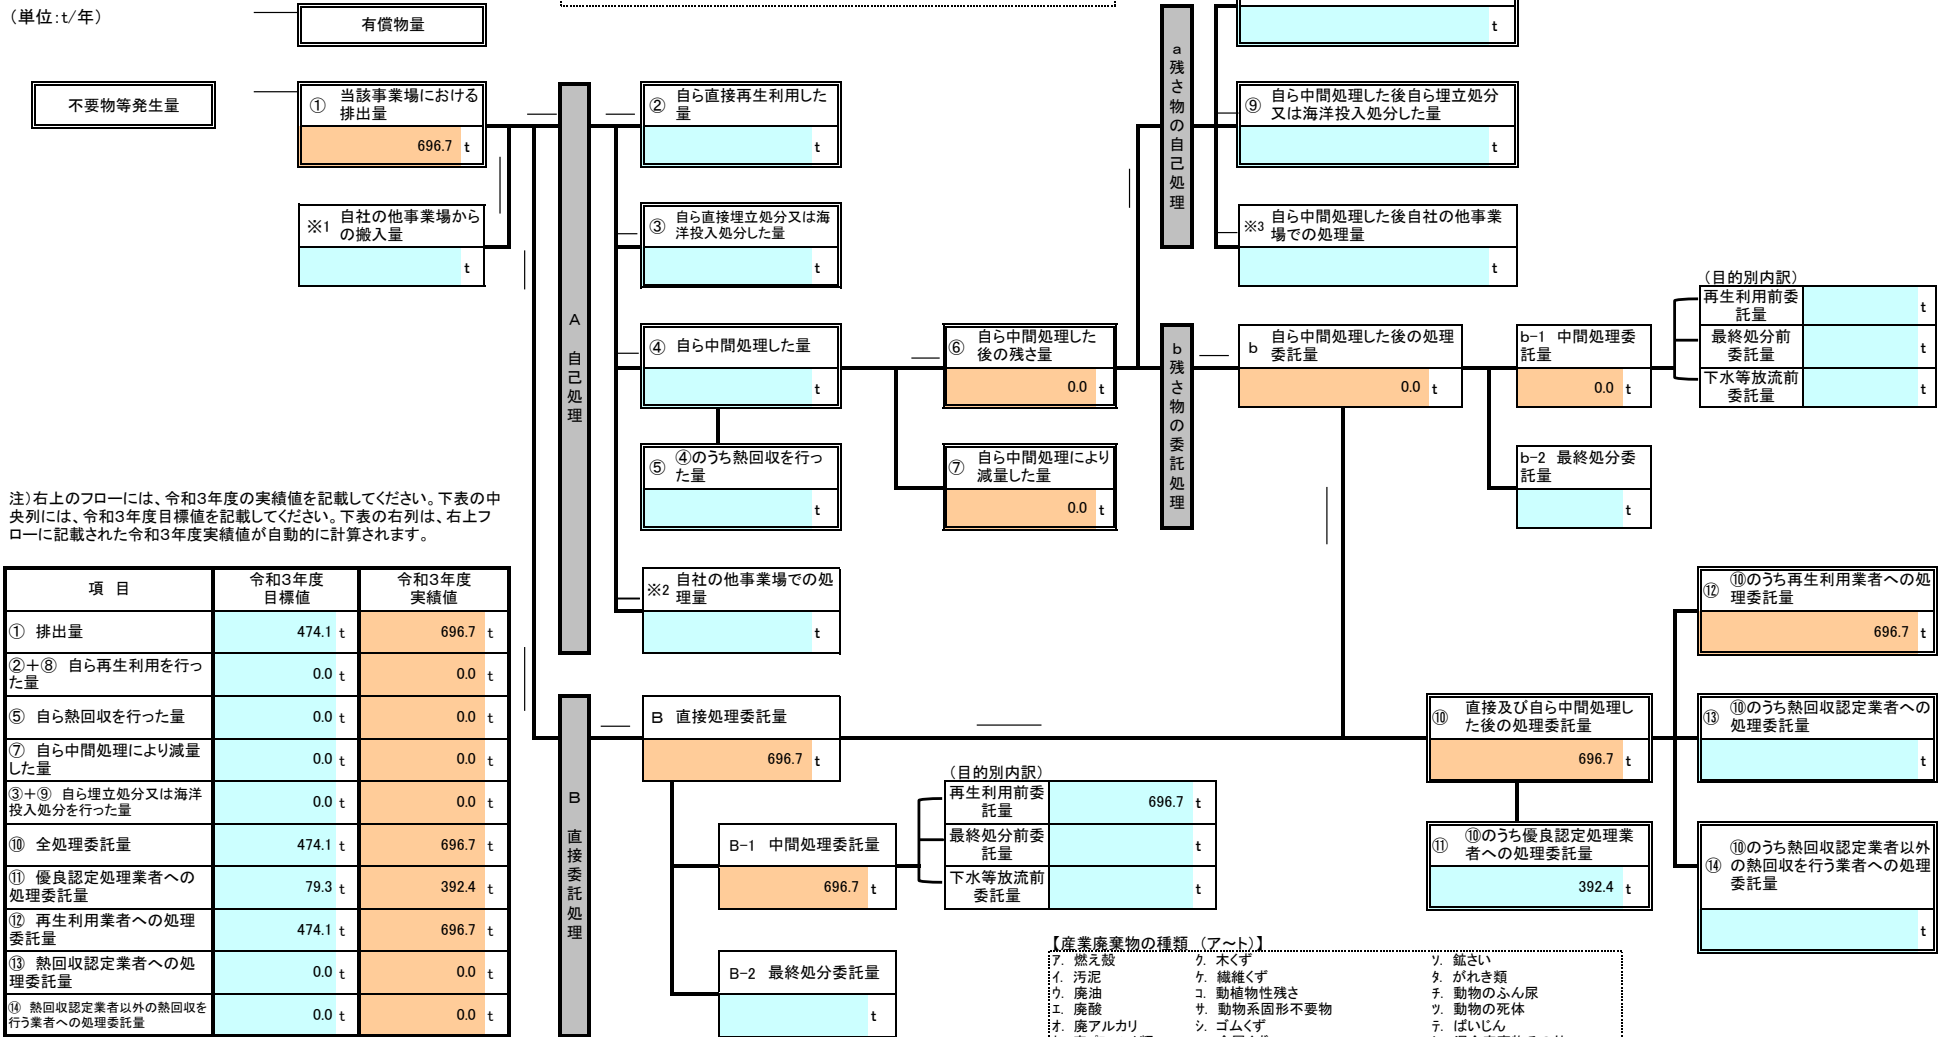 (単位:t/年)
有償物量
t
不要物等発生量
① 当該事業場における
排出量
696.7 t
※1 自社の他事業場から
の搬入量
t
A 自己処理
② 自ら直接再生利用した
量
t
③ 自ら直接埋立処分又は海
洋投入処分した量
t
④ 自ら中間処理した量
t
⑤ ④のうち熱回収を行っ
た量
t
※2 自社の他事業場での処
理量
t
⑥ 自ら中間処理した
後の残さ量
0.0 t
⑦ 自ら中間処理により
減量した量
0.0 t
a 残さ物の自己処理
⑨ 自ら中間処理した後自ら埋立処分
又は海洋投入処分した量
t
※3 自ら中間処理した後自社の他事業
場での処理量
t
b 残さ物の委託処理
b 自ら中間処理した後の処理
委託量
0.0 t
b-1 中間処理委
託量
0.0 t
b-2 最終処分委
託量
t
(目的別内訳)
再生利用前委
託量 t
最終処分前
委託量 t
下水等放流前
委託量 t
注)右上のフローには、令和3年度の実績値を記載してください。下表の中
央列には、令和3年度目標値を記載してください。下表の右列は、右上フ
ローに記載された令和3年度実績値が自動的に計算されます。
項 目 令和3年度 目標値 令和3年度 実績値
① 排出量 474.1 t 696.7 t
②+⑧ 自ら再生利用を行っ
た量 0.0 t 0.0 t
⑤ 自ら熱回収を行った量 0.0 t 0.0 t
⑦ 自ら中間処理により減量
した量 0.0 t 0.0 t
③+⑨ 自ら埋立処分又は海洋
投入処分を行った量 0.0 t 0.0 t
⑩ 全処理委託量 474.1 t 696.7 t
⑪ 優良認定処理業者への
処理委託量 79.3 t 392.4 t
⑫ 再生利用業者への処理
委託量 474.1 t 696.7 t
⑬ 熱回収認定業者への処
理委託量 0.0 t 0.0 t
⑭ 熱回収認定業者以外の熱回収を
行う業者への処理委託量 0.0 t 0.0 t
B 直接委託処理
B 直接処理委託量
696.7 t
B-1 中間処理委託量
696.7 t
B-2 最終処分委託量
t
(目的別内訳)
再生利用前委
託量 696.7 t
最終処分前委
託量 t
下水等放流前
委託量 t
⑩ 直接及び自ら中間処理し
た後の処理委託量
696.7 t
⑪ ⑩のうち優良認定処理業
者への処理委託量
392.4 t
⑫ ⑩のうち再生利用業者への処
理委託量
696.7 t
⑬ ⑩のうち熱回収認定業者への
処理委託量
t
⑭ ⑩のうち熱回収認定業者以外
の熱回収を行う業者への処理
委託量
t
【産業廃棄物の種類 (ア~ト)】
ア. 燃え殻 ク. 木くず ソ. 鉱さい
イ. 汚泥 ケ. 繊維くず タ. がれき類
ウ. 廃油 コ. 動植物性残さ チ. 動物のふん尿
エ. 廃酸 サ. 動物系固形不要物 ツ. 動物の死体
オ. 廃アルカリ シ. ゴムくず テ. ばいじん